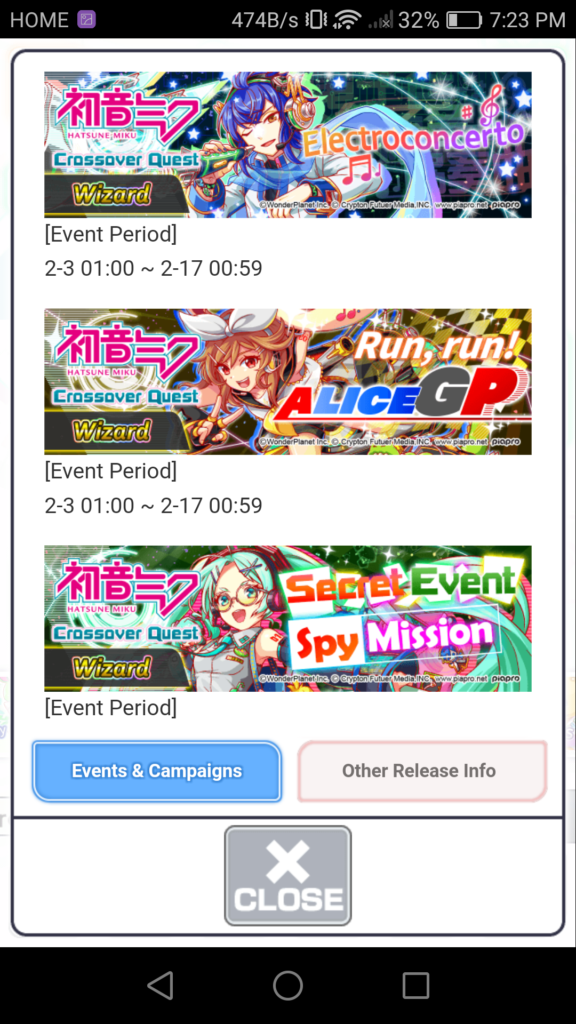 HOME 474B/s 32% 7:23 PM
初音ミク
HATSUNE MIKU
Crossover Quest
Wizard
Electroconcerto
©WonderPlanet Inc. © Crypton Futuer Media,INC. www.piapro.net piapro
[Event Period]
2-3 01:00 ~ 2-17 00:59
初音ミク
HATSUNE MIKU
Crossover Quest
Wizard
Run, run!
ALICEGP
©WonderPlanet Inc. © Crypton Futuer Media,INC. www.piapro.net piapro
[Event Period]
2-3 01:00 ~ 2-17 00:59
初音ミク
HATSUNE MIKU
Crossover Quest
Wizard
Secret Event
Spy Mission
©WonderPlanet Inc. © Crypton Futuer Media,INC. www.piapro.net piapro
[Event Period]
Events & Campaigns
Other Release Info
CLOSE